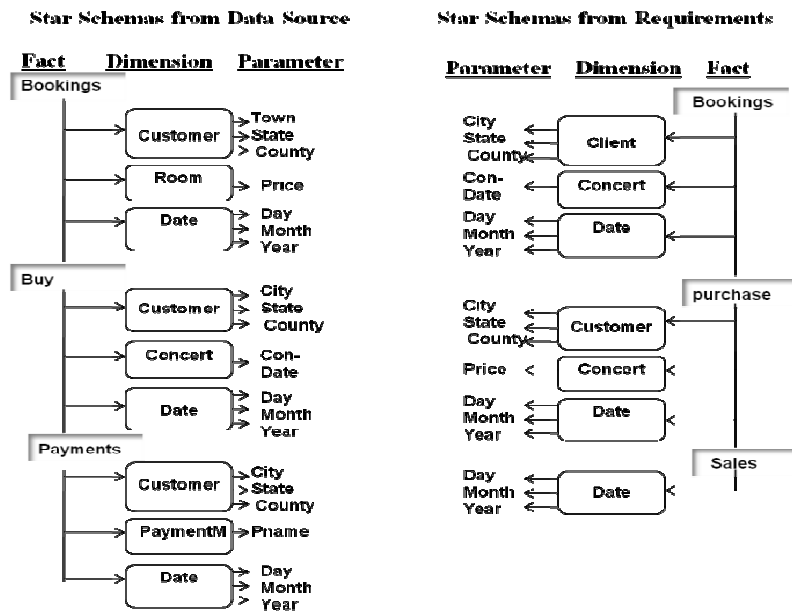 Star Schemas from Data Source
Fact Dimension Parameter
Bookings
Customer
Town
State
County
Room
Price
Date
Day
Month
Year
Buy
Customer
City
State
County
Concert
Con-
Date
Date
Day
Month
Year
Payments
Customer
City
State
County
PaymentM
Pname
Date
Day
Month
Year
Star Schemas from Requirements
Parameter Dimension Fact
Bookings
City
State
County
Client
Con-
Date
Concert
Day
Month
Year
Date
purchase
City
State
County
Customer
Price
Concert
Day
Month
Year
Date
Sales
Day
Month
Year
Date